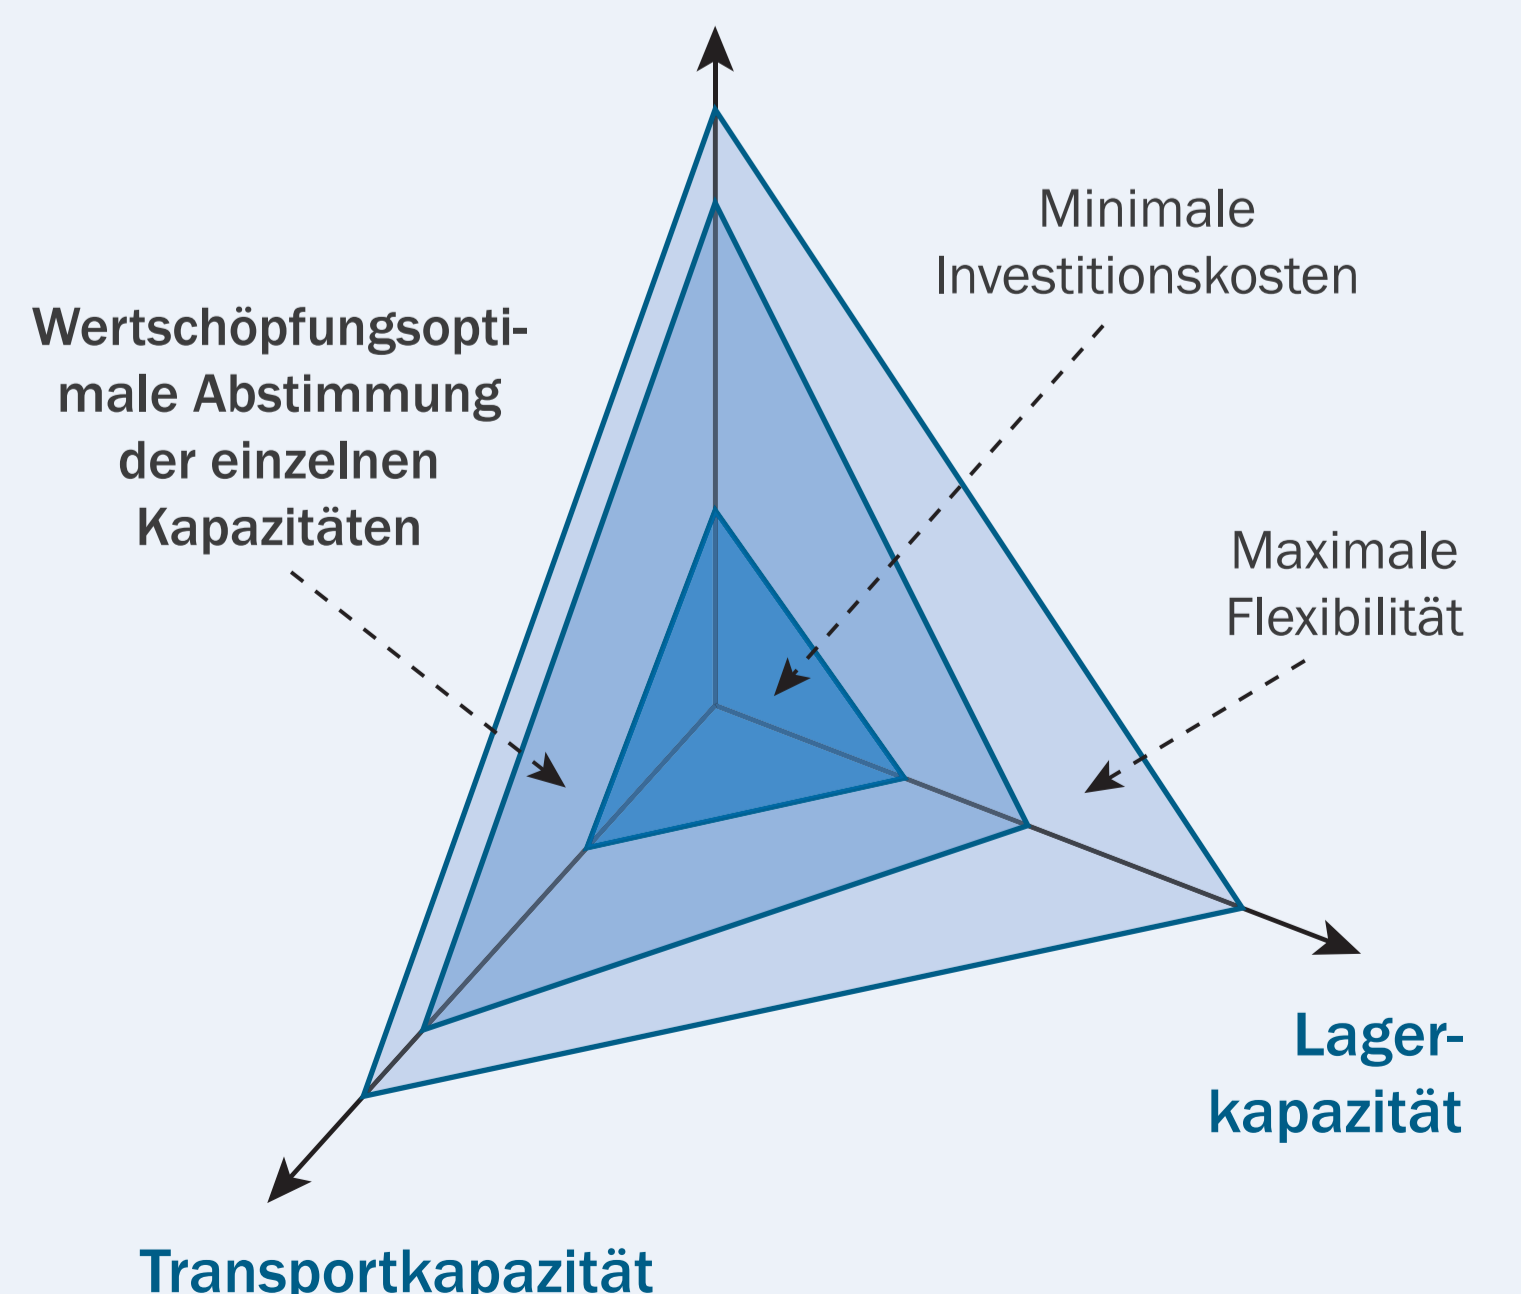 Minimale
Investitionskosten
Wertschöpfungsopti-
male Abstimmung
der einzelnen
Kapazitäten
Maximale
Flexibilität
Lager-
kapazität
Transportkapazität